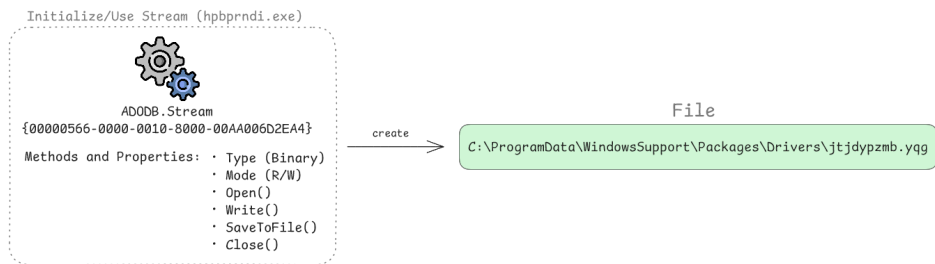 Initialize/Use Stream (hpbprndi.exe)
ADODB.Stream
{00000566-0000-0010-8000-00AA006D2EA4}
Methods and Properties:
· Type (Binary)
· Mode (R/W)
· Open()
· Write()
· SaveToFile()
· Close()
create
File
C:\ProgramData\WindowsSupport\Packages\Drivers\jtjdypzmb.yqg